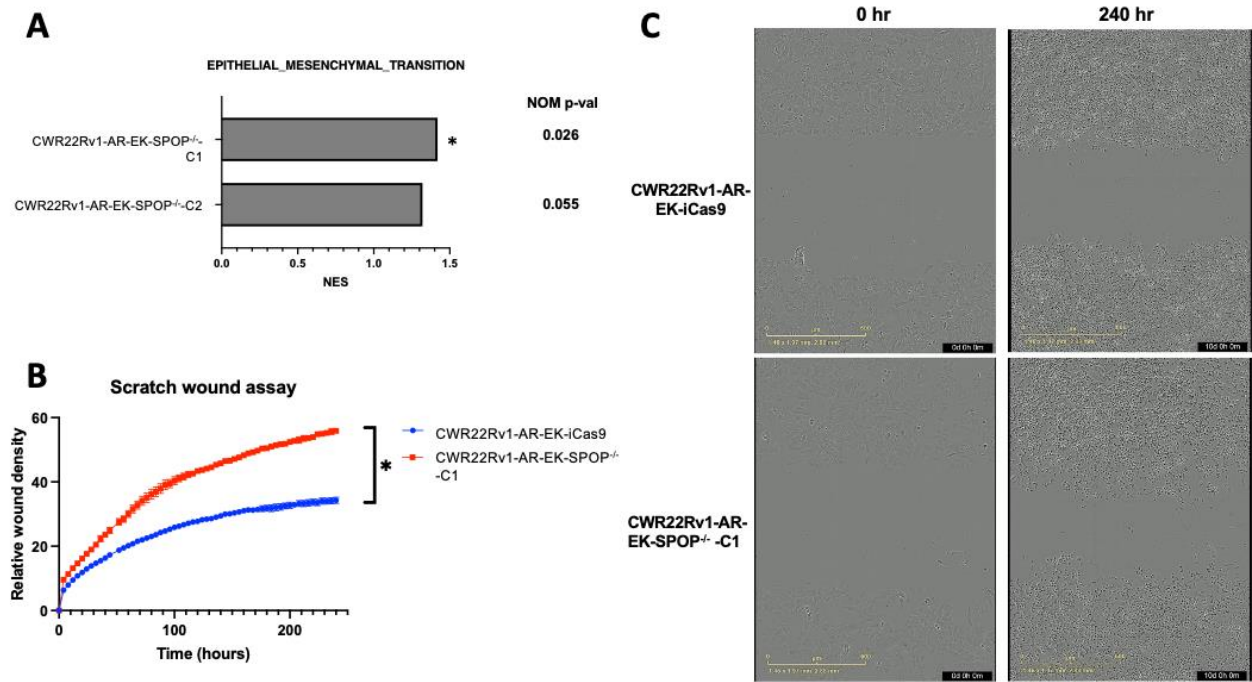 A
EPITHELIAL_MESENCHYMAL_TRANSITION
NOM p-val
CWR22Rv1-AR-EK-SPOP-/--
C1
*
0.026
CWR22Rv1-AR-EK-SPOP-/--C2
0.055
0.0 0.5 1.0 1.5
NES
B
Scratch wound assay
Relative wound density
60
40
20
0
0 100 200
Time (hours)
*
CWR22Rv1-AR-EK-iCas9
CWR22Rv1-AR-EK-SPOP-/-
-C1
C
0 hr 240 hr
CWR22Rv1-AR-
EK-iCas9
0d 0h 0m
10d 0h 0m
CWR22Rv1-AR-
EK-SPOP-/- -C1
0d 0h 0m
10d 0h 0m